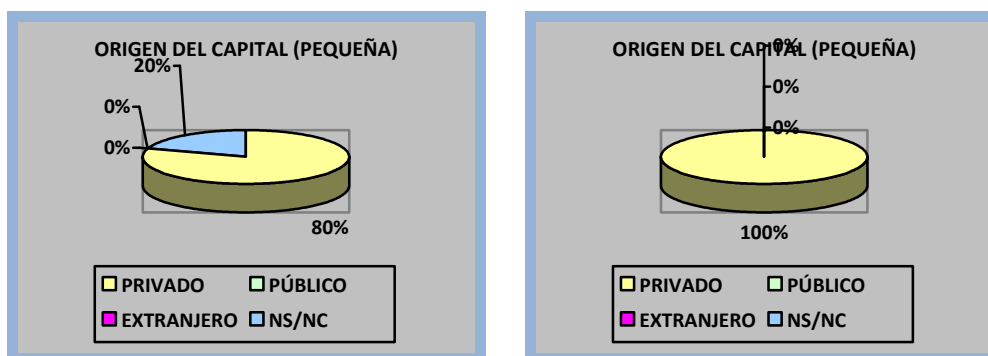 ORIGEN DEL CAPITAL (PEQUEÑA)
20%
0%
0%
80%
PRIVADO PÚBLICO
EXTRANJERO NS/NC
ORIGEN DEL CAPITAL (PEQUEÑA)
0%
0%
0%
100%
PRIVADO PÚBLICO
EXTRANJERO NS/NC